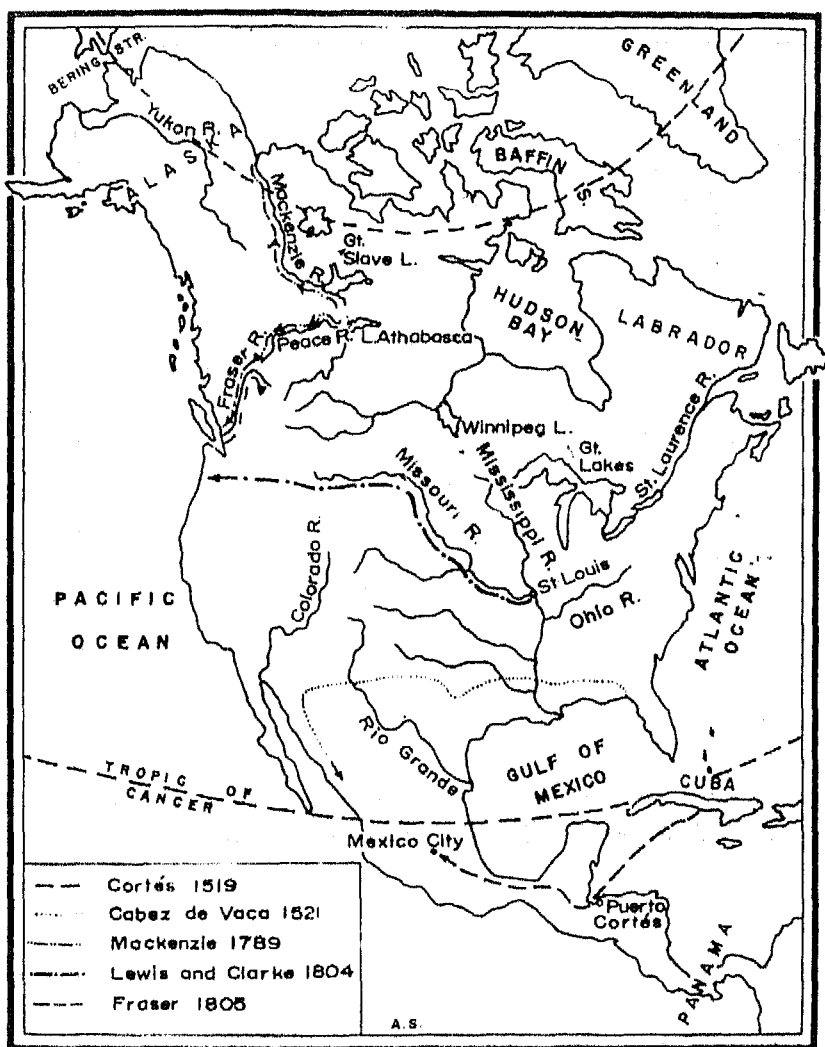 BERING STR.
GREENLAND
Yukon R.
ALASKA
BAFFIN
IS.
Mackenzie R.
Gt.
Slave L.
HUDSON
BAY
LABRADOR
Fraser R.
Peace R.
L.Athabasca
St. Laurence R.
Winnipeg L.
Gt.
Lakes
Missouri R.
Mississippi R.
St Louis
Colorado R.
Ohio R.
PACIFIC
OCEAN
ATLANTIC
OCEAN
Rio Grande
GULF OF
MEXICO
TROPIC OF
CANCER
CUBA
Mexico City
Puerto
Cortés
PANAMA
Cortés 1519
Cabez de Vaca 1521
Mackenzie 1789
Lewis and Clarke 1804
Fraser 1805
A.S.